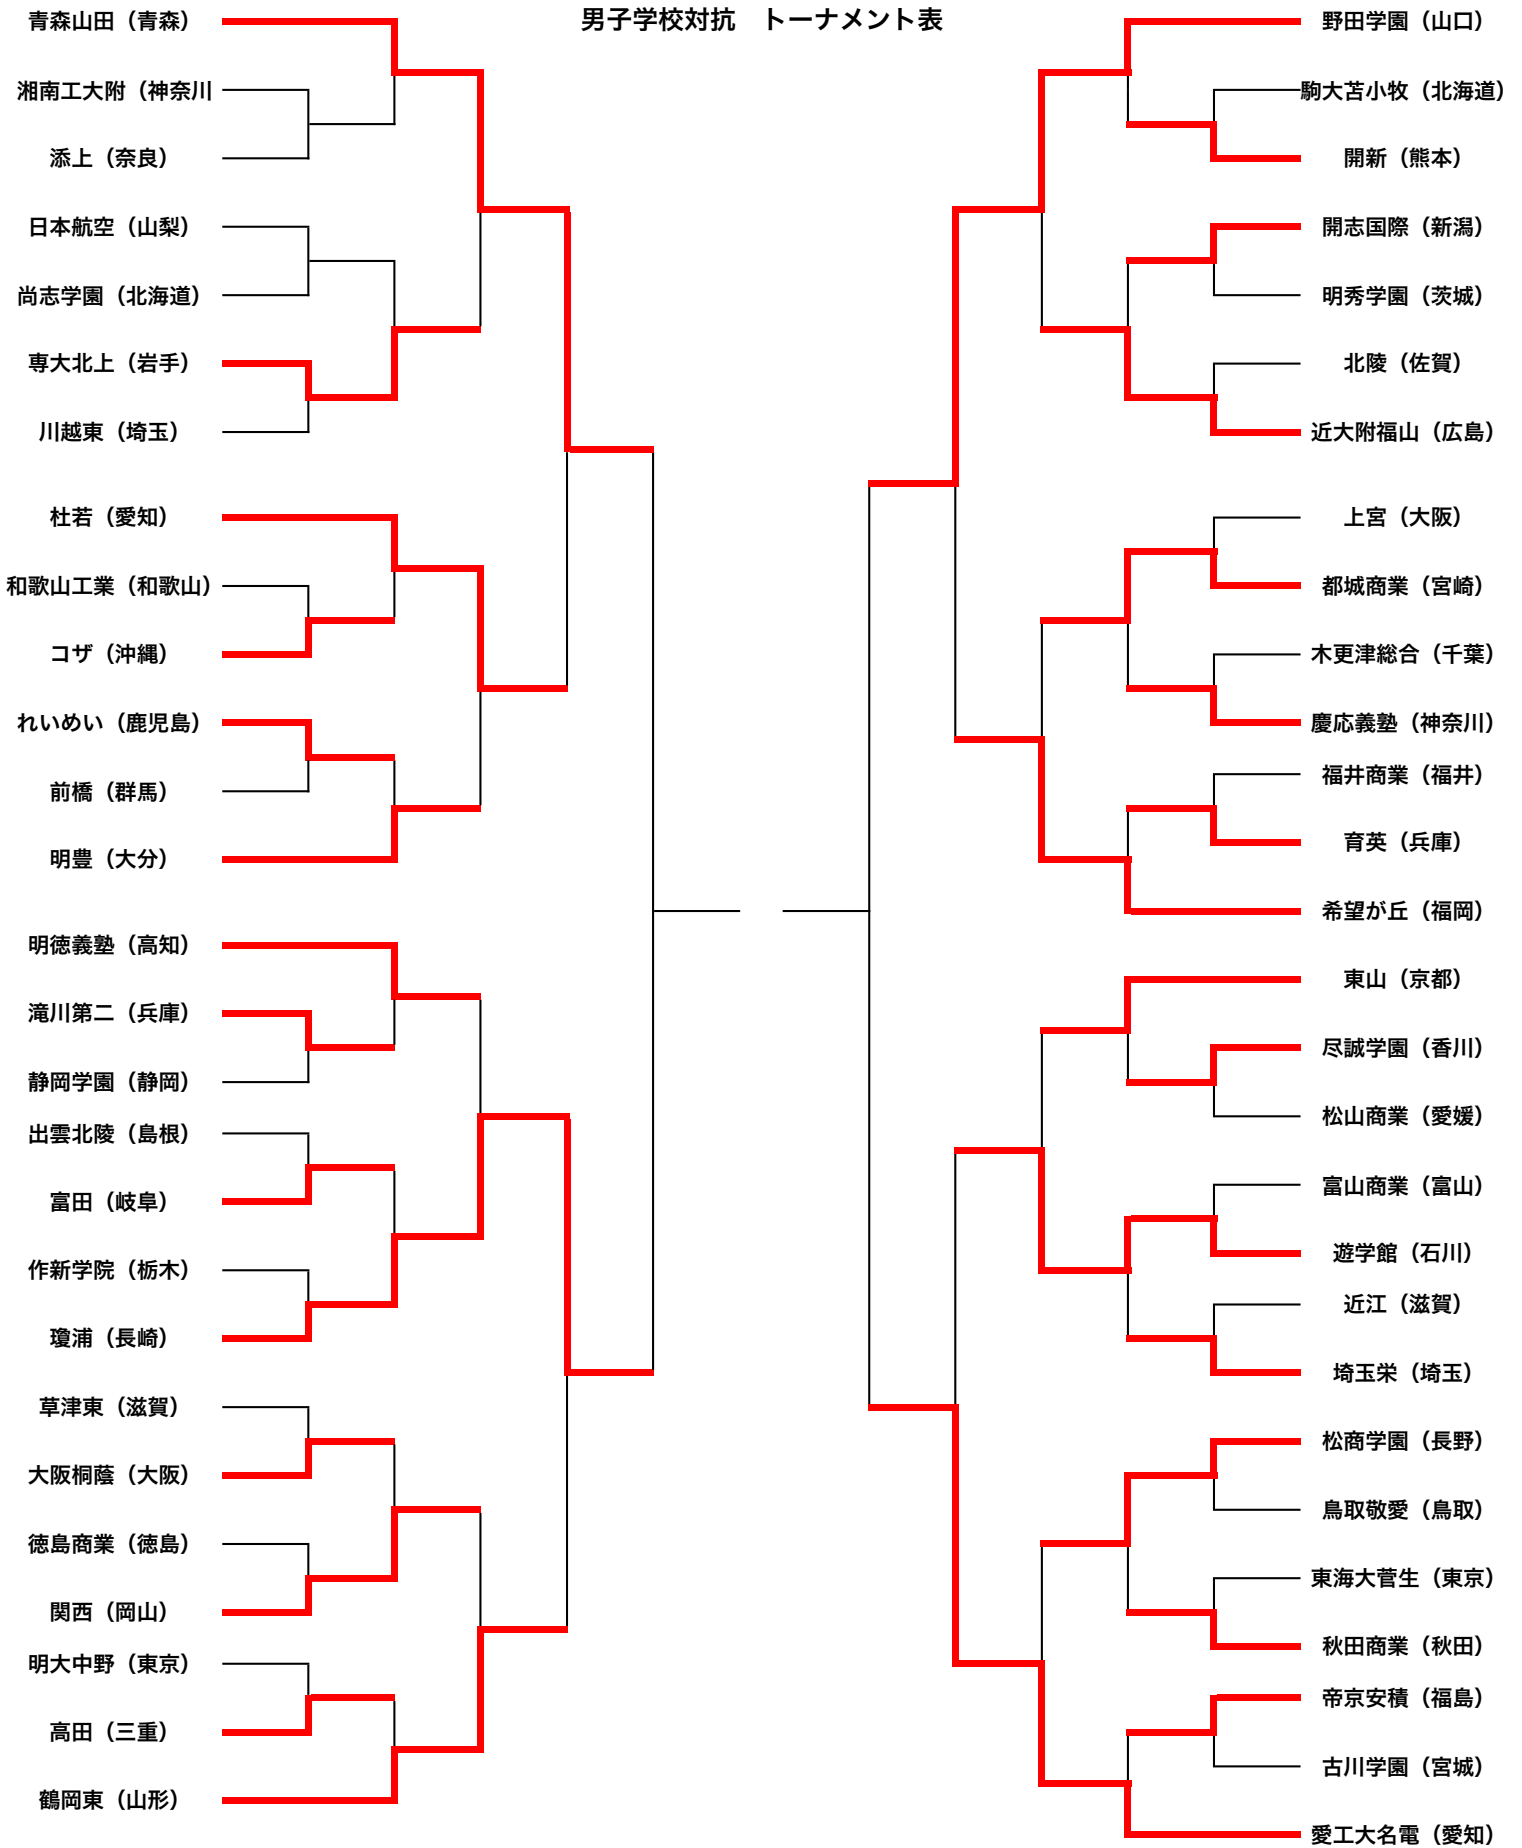 男子学校対抗　トーナメント表
青森山田（青森）
湘南工大附（神奈川
添上（奈良）
日本航空（山梨）
尚志学園（北海道）
専大北上（岩手）
川越東（埼玉）
杜若（愛知）
和歌山工業（和歌山）
コザ（沖縄）
れいめい（鹿児島）
前橋（群馬）
明豊（大分）
明徳義塾（高知）
滝川第二（兵庫）
静岡学園（静岡）
出雲北陵（島根）
富田（岐阜）
作新学院（栃木）
瓊浦（長崎）
草津東（滋賀）
大阪桐蔭（大阪）
徳島商業（徳島）
関西（岡山）
明大中野（東京）
高田（三重）
鶴岡東（山形）
野田学園（山口）
駒大苫小牧（北海道）
開新（熊本）
開志国際（新潟）
明秀学園（茨城）
北陵（佐賀）
近大附福山（広島）
上宮（大阪）
都城商業（宮崎）
木更津総合（千葉）
慶応義塾（神奈川）
福井商業（福井）
育英（兵庫）
希望が丘（福岡）
東山（京都）
尽誠学園（香川）
松山商業（愛媛）
富山商業（富山）
遊学館（石川）
近江（滋賀）
埼玉栄（埼玉）
松商学園（長野）
鳥取敬愛（鳥取）
東海大菅生（東京）
秋田商業（秋田）
帝京安積（福島）
古川学園（宮城）
愛工大名電（愛知）